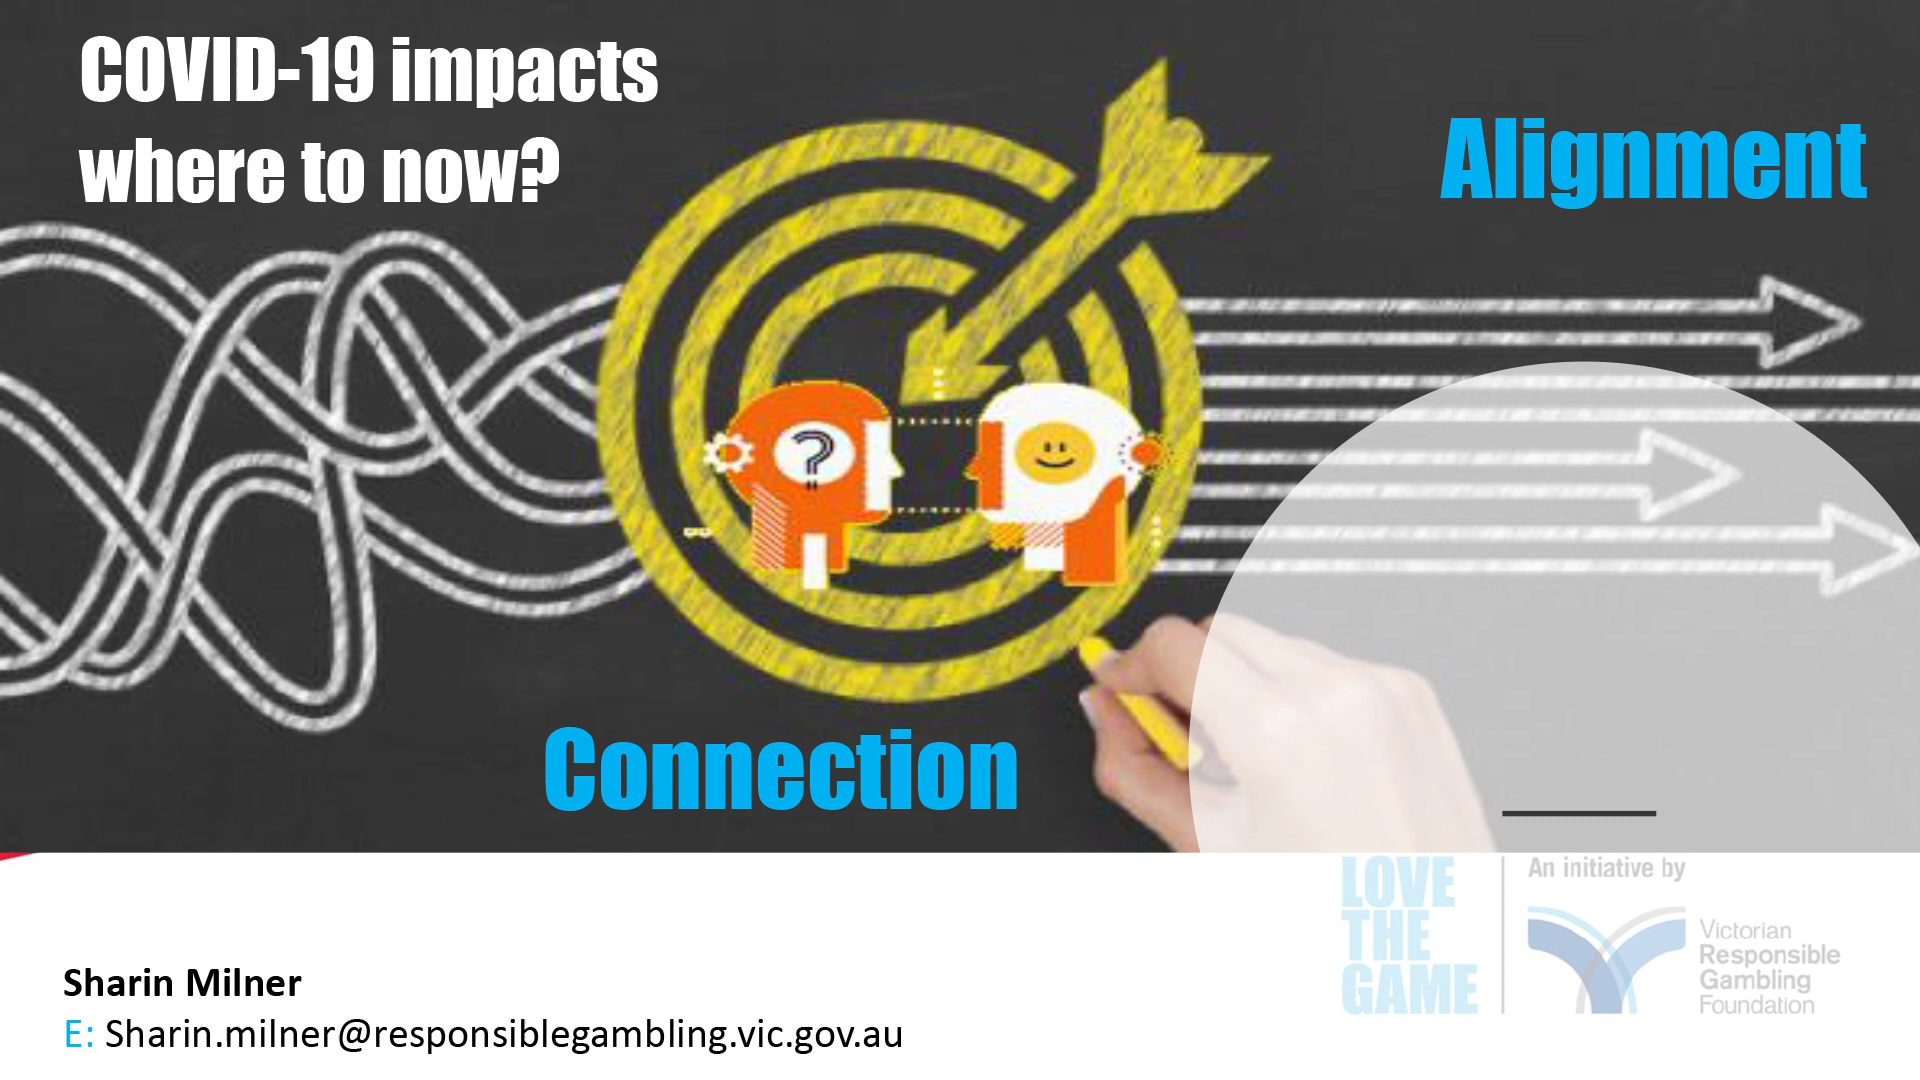 COVID-19 impacts
where to now?
Alignment
?
Connection
LOVE
THE
GAME
An initiative by
Victorian
Responsible
Gambling
Foundation
Sharin Milner
E: Sharin.milner@responsiblegambling.vic.gov.au